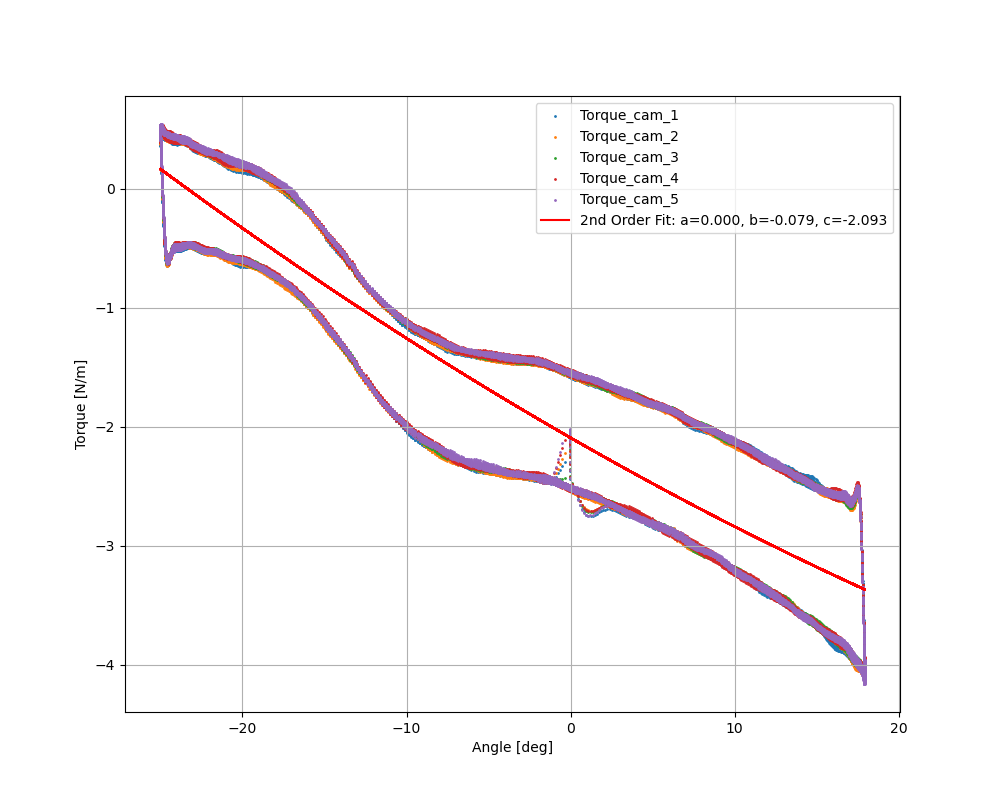 Torque_cam_1
Torque_cam_2
Torque_cam_3
Torque_cam_4
Torque_cam_5
2nd Order Fit: a=0.000, b=-0.079, c=-2.093
0
−1
−2
−3
−4
Torque [N/m]
−20 −10 0 10 20
Angle [deg]